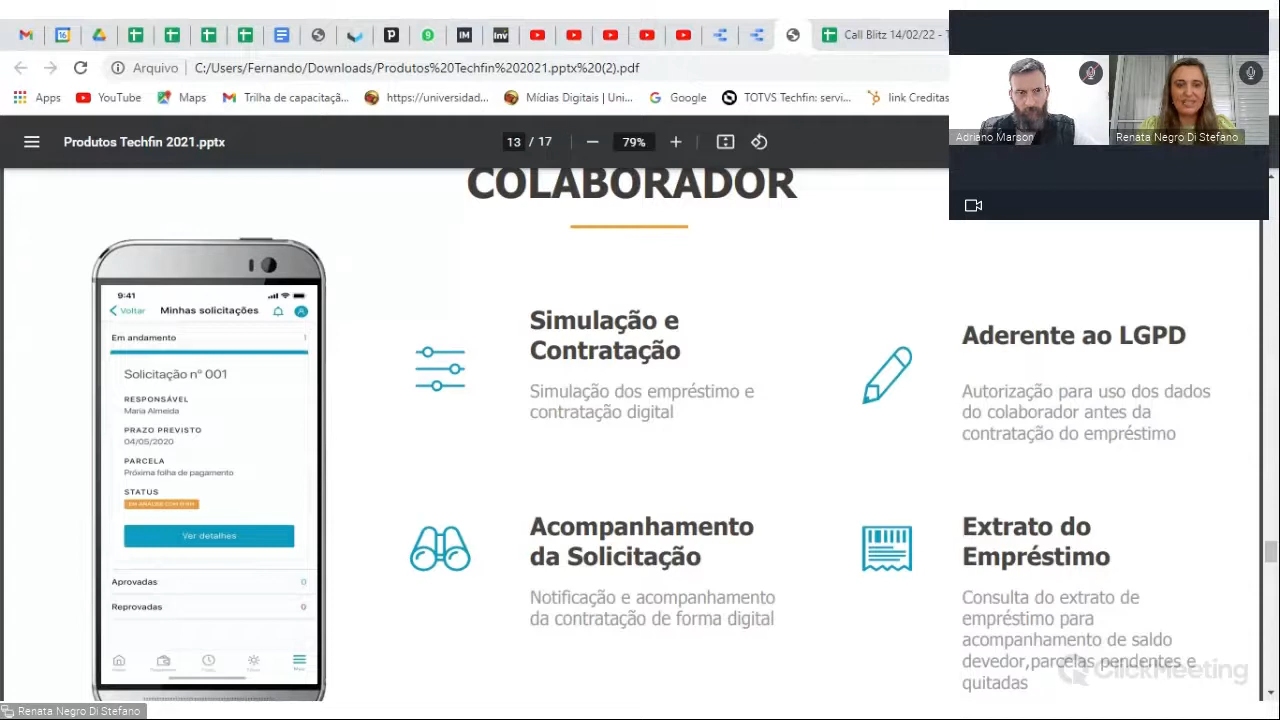 Call Blitz 14/02/22 - T
Arquivo
C:/Users/Fernando/Downloads/Produtos%20Techfin%202021.pptx%20(2).pdf
Apps
YouTube
Maps
Trilha de capacitaçã...
https://universidad...
Mídias Digitais | Uni...
Google
TOTVS Techfin: servi...
link Creditas
Adriano Marson
Renata Negro Di Stefano
Produtos Techfin 2021.pptx
13 / 17
79%
COLABORADOR
9:41
Voltar
Minhas solicitações
Em andamento
1
Solicitação nº 001
RESPONSÁVEL
Maria Almeida
PRAZO PREVISTO
04/05/2020
PARCELA
Próxima folha de pagamento
STATUS
Ver detalhes
Aprovadas
0
Reprovadas
0
Simulação e
Contratação
Simulação dos empréstimo e
contratação digital
Aderente ao LGPD
Autorização para uso dos dados
do colaborador antes da
contratação do empréstimo
Acompanhamento
da Solicitação
Notificação e acompanhamento
da contratação de forma digital
Extrato do
Empréstimo
Consulta do extrato de
empréstimo para
acompanhamento de saldo
devedor,parcelas pendentes e
quitadas
ClickMeeting
Renata Negro Di Stefano